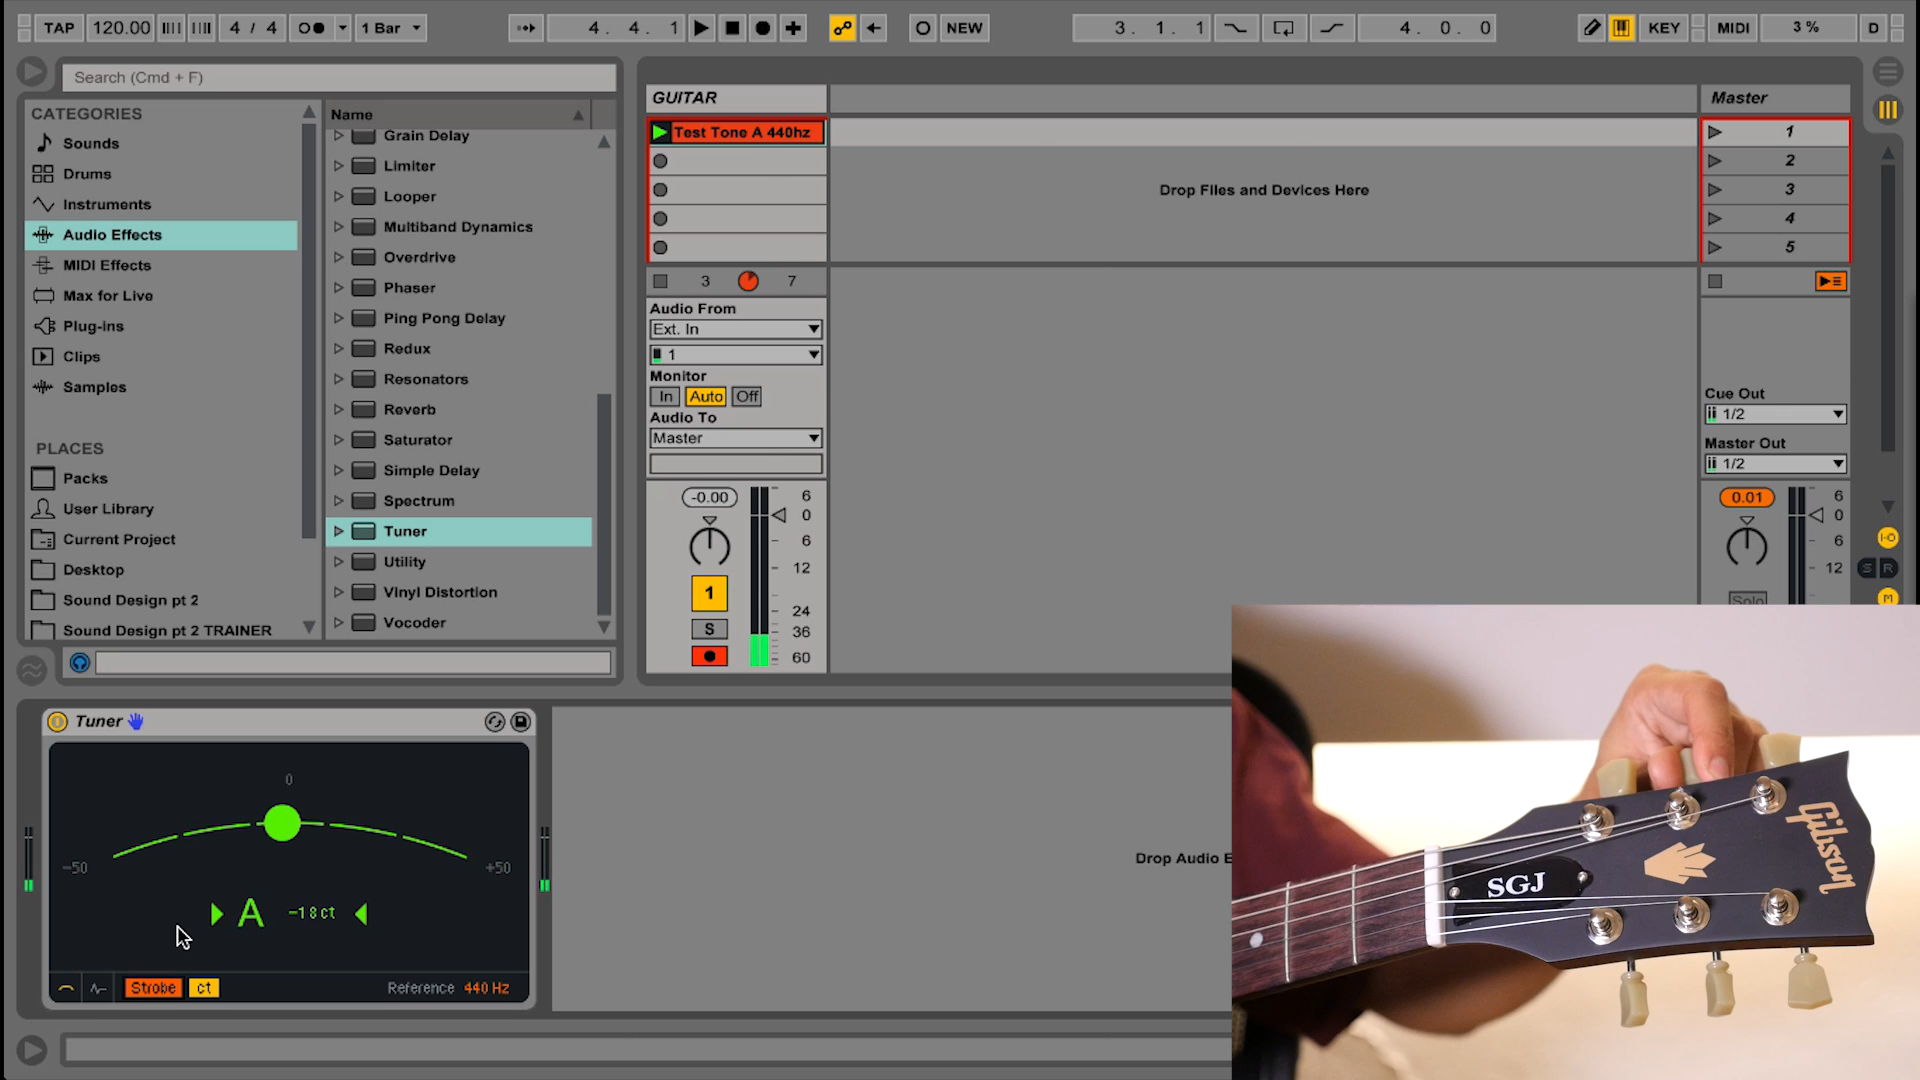 TAP 120.00 4 / 4 1 Bar 4. 4. 1 NEW 3. 1. 1 4. 0. 0 KEY MIDI 3 % D
Search (Cmd + F)
CATEGORIES
Sounds
Drums
Instruments
Audio Effects
MIDI Effects
Max for Live
Plug-ins
Clips
Samples
PLACES
Packs
User Library
Current Project
Desktop
Sound Design pt 2
Sound Design pt 2 TRAINER
Name
Grain Delay
Limiter
Looper
Multiband Dynamics
Overdrive
Phaser
Ping Pong Delay
Redux
Resonators
Reverb
Saturator
Simple Delay
Spectrum
Tuner
Utility
Vinyl Distortion
Vocoder
GUITAR
Test Tone A 440hz
3 7
Audio From
Ext. In
1
Monitor
In Auto Off
Audio To
Master
-0.00
6
0
6
12
24
36
60
1
S
Drop Files and Devices Here
Master
1
2
3
4
5
Cue Out
1/2
Master Out
1/2
0.01
6
0
6
12
Solo
I-O
S R
M
Tuner
0
-50
+50
A -18ct
Strobe ct Reference 440 Hz
Drop Audio E
Gibson
SGJ